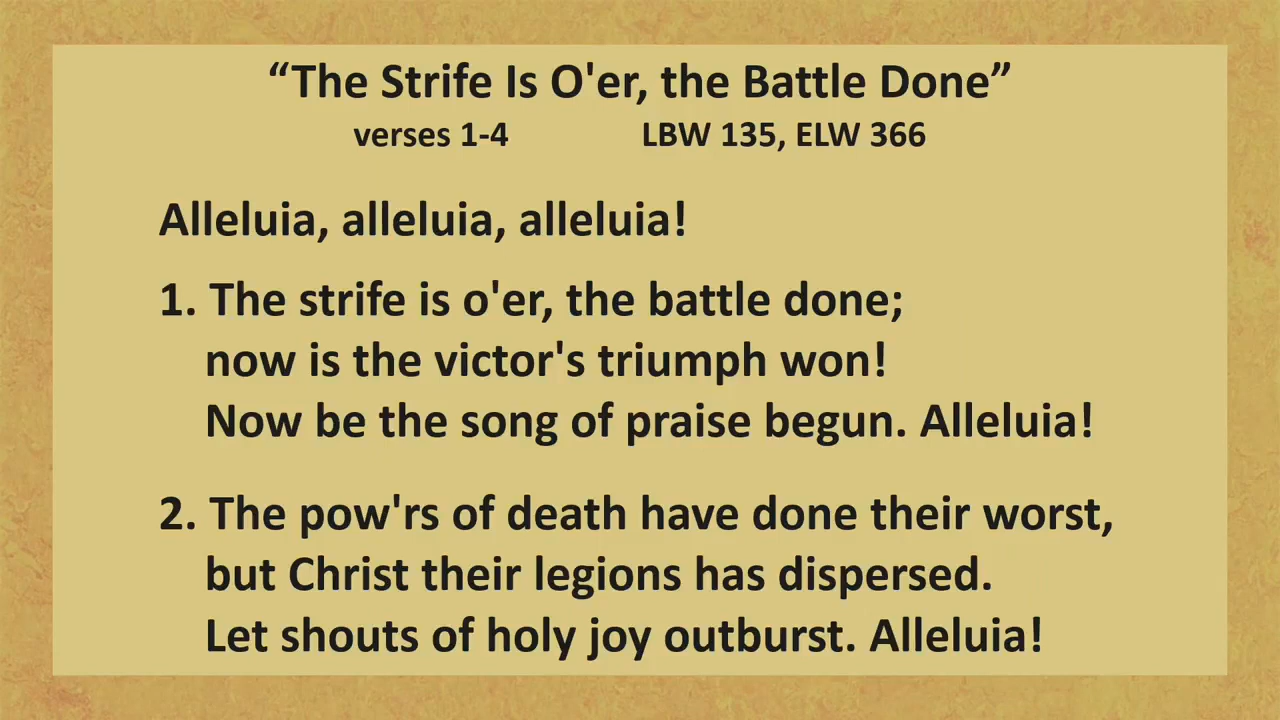 “The Strife Is O'er, the Battle Done”
verses 1-4 LBW 135, ELW 366
Alleluia, alleluia, alleluia!
1. The strife is o'er, the battle done;
now is the victor's triumph won!
Now be the song of praise begun. Alleluia!
2. The pow'rs of death have done their worst,
but Christ their legions has dispersed.
Let shouts of holy joy outburst. Alleluia!